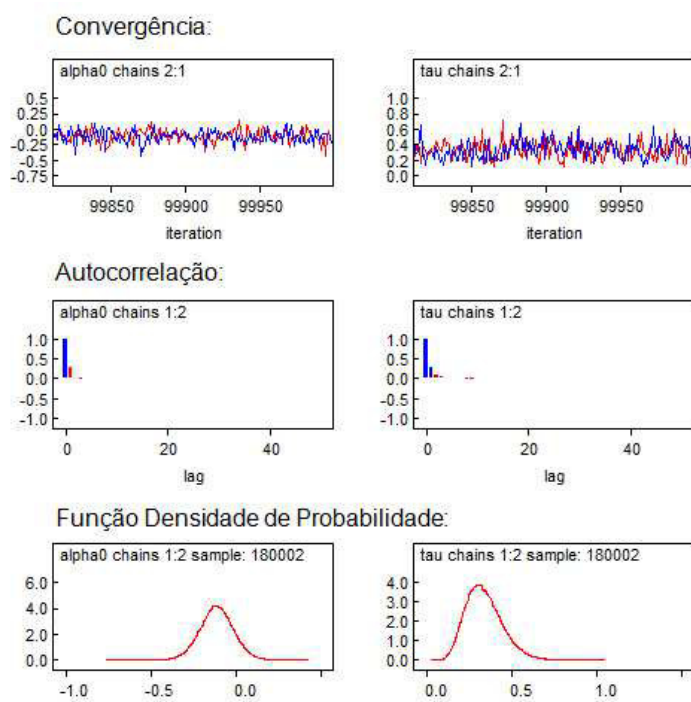 Convergência:
alpha0 chains 2:1
0.5
0.25
0.0
-0.25
-0.5
-0.75
99850 99900 99950
iteration
tau chains 2:1
1.0
0.8
0.6
0.4
0.2
0.0
99850 99900 99950
iteration
Autocorrelação:
alpha0 chains 1:2
1.0
0.5
0.0
-0.5
-1.0
0 20 40
lag
tau chains 1:2
1.0
0.5
0.0
-0.5
-1.0
0 20 40
lag
Função Densidade de Probabilidade:
alpha0 chains 1:2 sample: 180002
6.0
4.0
2.0
0.0
-1.0 -0.5 0.0
tau chains 1:2 sample: 180002
4.0
3.0
2.0
1.0
0.0
0.0 0.5 1.0